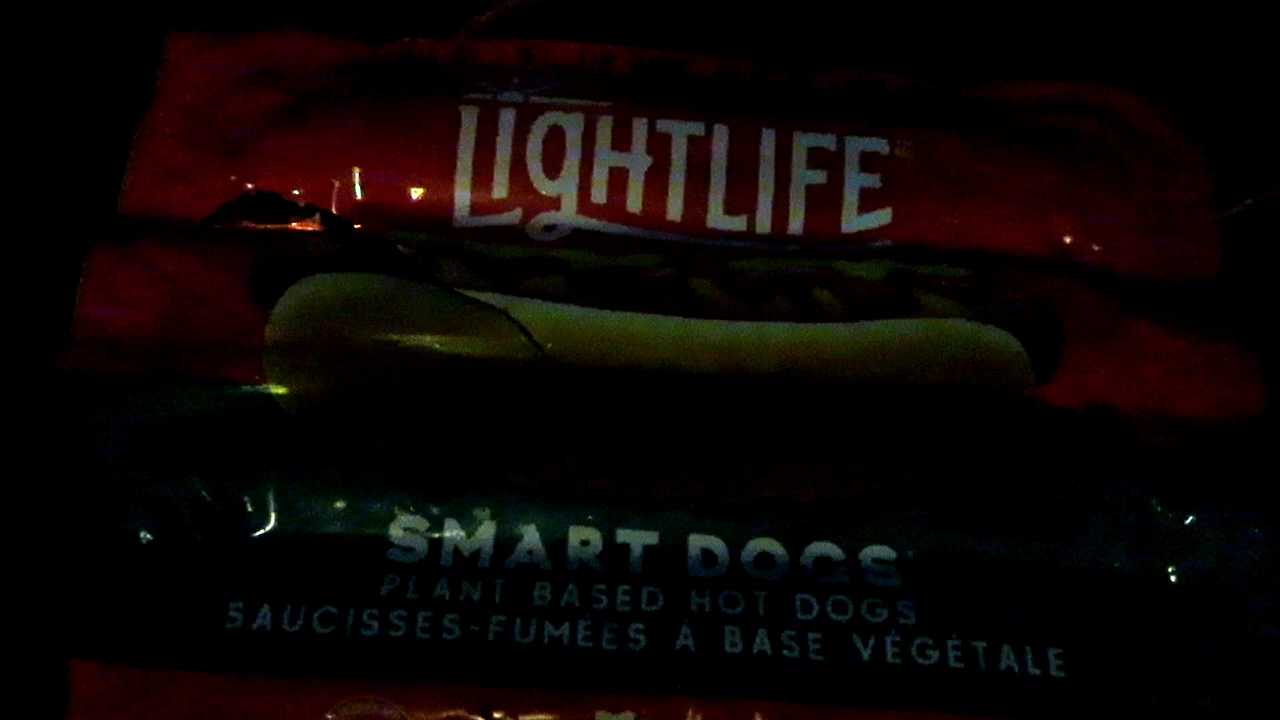 LIGHTLIFE
SMART DOGS
PLANT BASED HOT DOGS
SAUCISSES-FUMÉES À BASE VÉGÉTALE